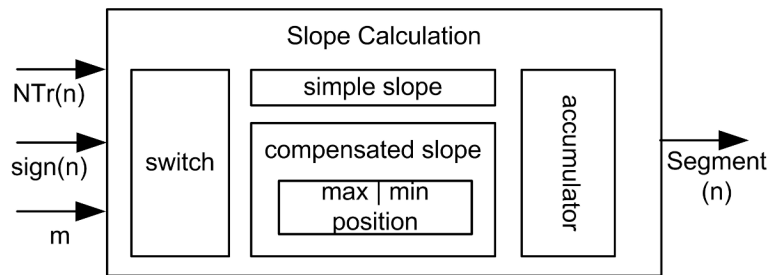 Slope Calculation
NTr(n)
sign(n)
m
switch
simple slope
compensated slope
max | min
position
accumulator
Segment
(n)